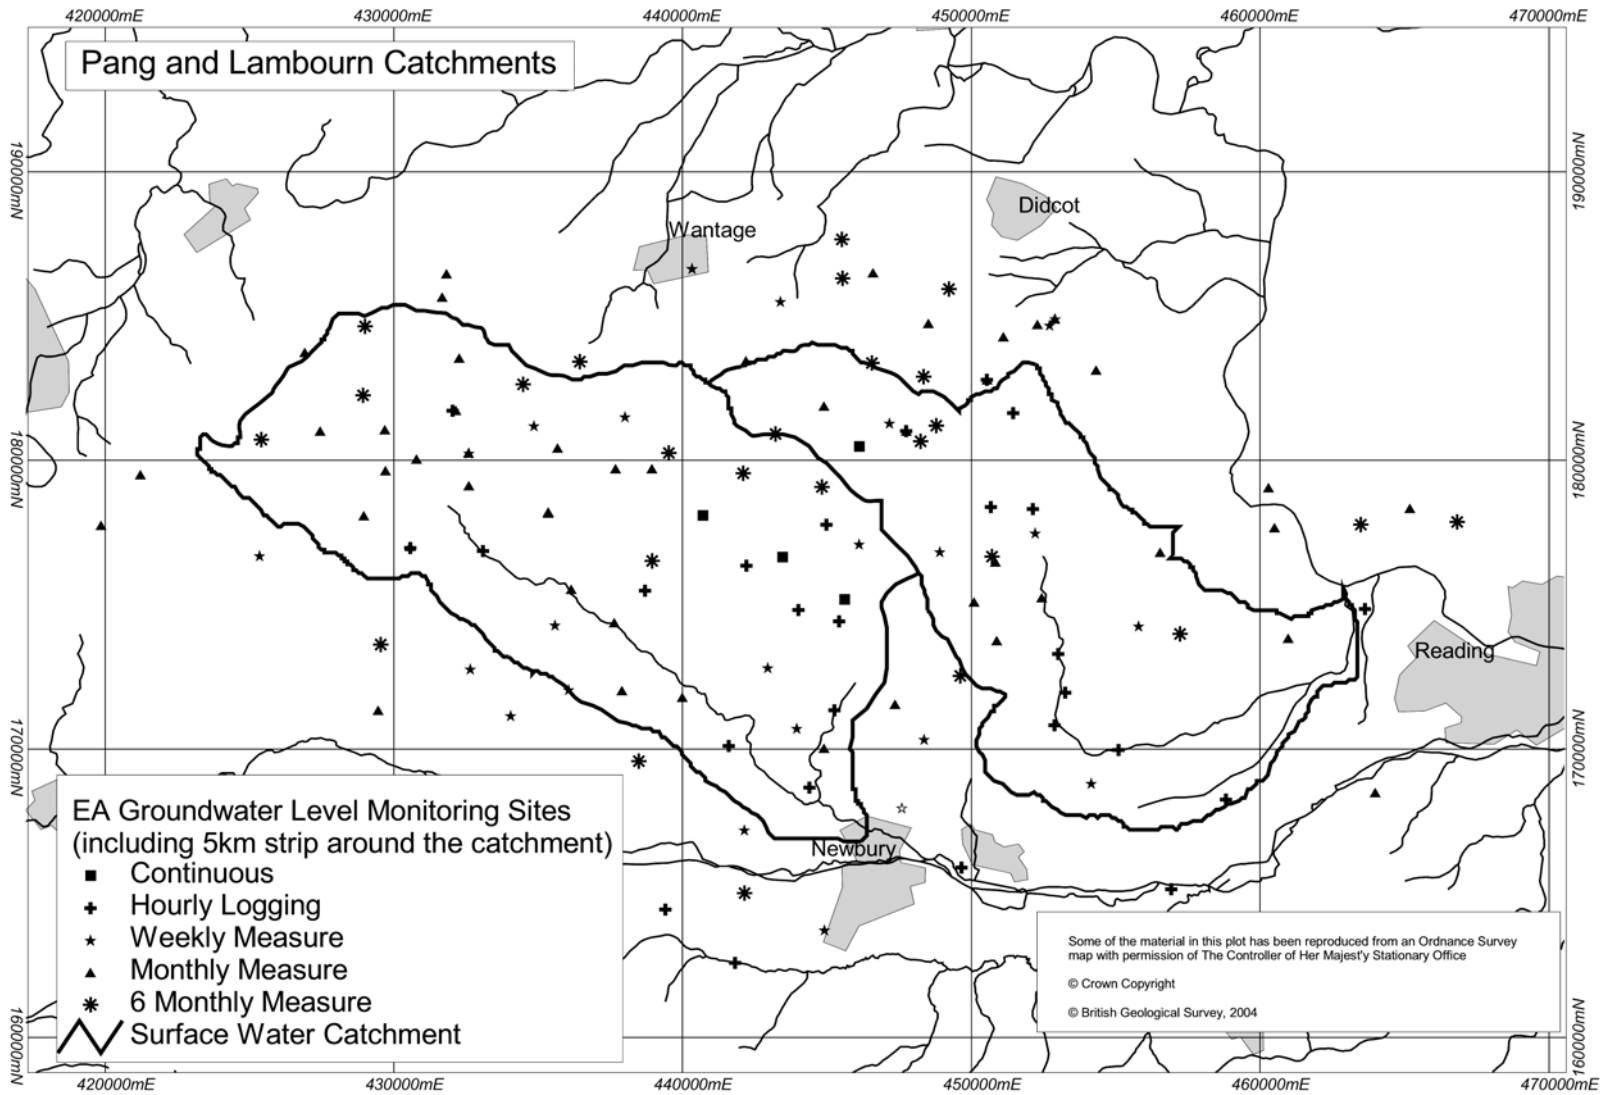 420000mE 430000mE 440000mE 450000mE 460000mE 470000mE
Pang and Lambourn Catchments
190000mN 190000mN
Didcot
Wantage
180000mN 180000mN
Reading
170000mN 170000mN
EA Groundwater Level Monitoring Sites
(including 5km strip around the catchment)
Newbury
Continuous
Hourly Logging
Weekly Measure
Monthly Measure
6 Monthly Measure
Surface Water Catchment
Some of the material in this plot has been reproduced from an Ordnance Survey
map with permission of The Controller of Her Majest'y Stationary Office
© Crown Copyright
© British Geological Survey, 2004
160000mN 160000mN
420000mE 430000mE 440000mE 450000mE 460000mE 470000mE